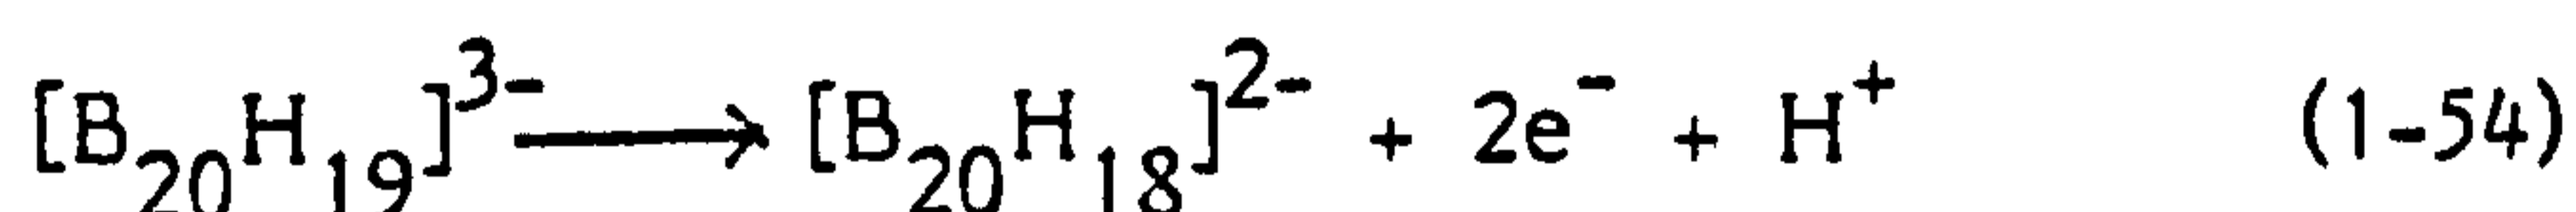 [B₂₀H₁₉]³⁻ ⟶ [B₂₀H₁₈]²⁻ + 2e⁻ + H⁺ (1-54)